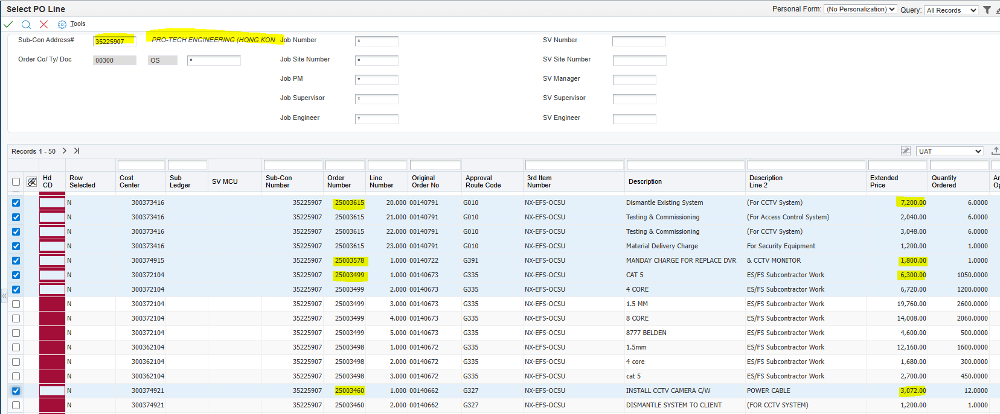 Select PO Line
Personal Form: (No Personalization) Query: All Records
Tools
Sub-Con Address# 35225907 PRO-TECH ENGINEERING (HONG KON Job Number * SV Number
Order Co/ Ty/ Doc 00300 OS * Job Site Number * SV Site Number
Job PM * SV Manager
Job Supervisor * SV Supervisor
Job Engineer * SV Engineer
Records 1 - 50 UAT
Hd CD Row Selected Cost Center Sub Ledger SV MCU Sub-Con Number Order Number Line Number Original Order No Approval Route Code 3rd Item Number Description Description Line 2 Extended Price Quantity Ordered
N 300373416 35225907 25003615 20.000 00140791 G010 NX-EFS-OCSU Dismantle Existing System (For CCTV System) 7,200.00 6.0000
N 300373416 35225907 25003615 21.000 00140791 G010 NX-EFS-OCSU Testing & Commissioning (For Access Control System) 2,040.00 6.0000
N 300373416 35225907 25003615 22.000 00140791 G010 NX-EFS-OCSU Testing & Commissioning (For CCTV System) 3,048.00 6.0000
N 300373416 35225907 25003615 23.000 00140791 G010 NX-EFS-OCSU Material Delivery Charge For Security Equipment 1,200.00 1.0000
N 300374915 35225907 25003578 1.000 00140722 G391 NX-EFS-OCSU MANDAY CHARGE FOR REPLACE DVR & CCTV MONITOR 1,800.00 1.0000
N 300372104 35225907 25003499 1.000 00140673 G335 NX-EFS-OCSU CAT 5 ES/FS Subcontractor Work 6,300.00 1050.0000
N 300372104 35225907 25003499 2.000 00140673 G335 NX-EFS-OCSU 4 CORE ES/FS Subcontractor Work 6,720.00 1200.0000
N 300372104 35225907 25003499 3.000 00140673 G335 NX-EFS-OCSU 1.5 MM ES/FS Subcontractor Work 19,760.00 2600.0000
N 300372104 35225907 25003499 4.000 00140673 G335 NX-EFS-OCSU 8 CORE ES/FS Subcontractor Work 14,008.00 2060.0000
N 300372104 35225907 25003499 5.000 00140673 G335 NX-EFS-OCSU 8777 BELDEN ES/FS Subcontractor Work 4,600.00 500.0000
N 300362104 35225907 25003498 1.000 00140672 G335 NX-EFS-OCSU 1.5mm ES/FS Subcontractor Work 12,160.00 1600.0000
N 300362104 35225907 25003498 2.000 00140672 G335 NX-EFS-OCSU 4 core ES/FS Subcontractor Work 1,680.00 300.0000
N 300362104 35225907 25003498 3.000 00140672 G335 NX-EFS-OCSU cat 5 ES/FS Subcontractor Work 2,700.00 450.0000
N 300374921 35225907 25003460 1.000 00140662 G327 NX-EFS-OCSU INSTALL CCTV CAMERA C/W POWER CABLE 3,072.00 12.0000
N 300374921 35225907 25003460 2.000 00140662 G327 NX-EFS-OCSU DISMANTLE SYSTEM TO CLIENT (FOR CCTV SYSTEM) 1,200.00 1.0000